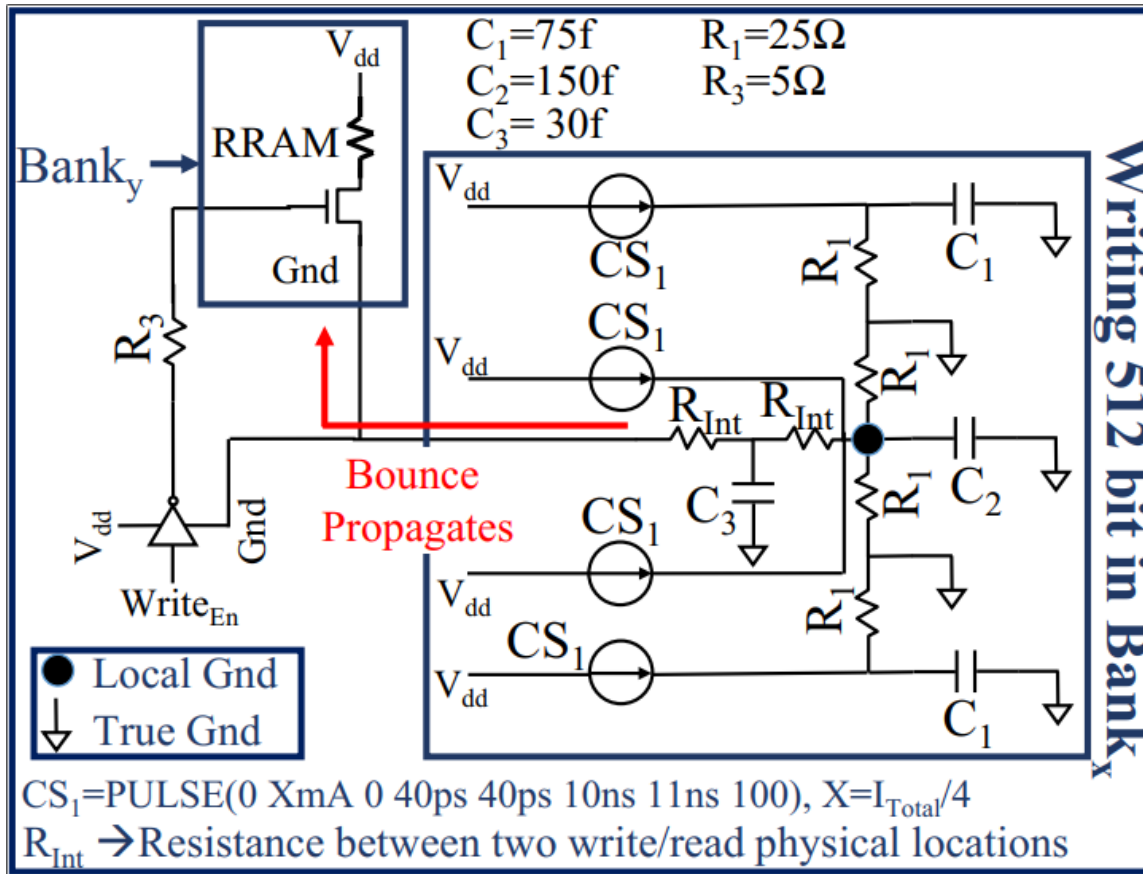 C1=75f R1=25Ω
C2=150f R3=5Ω
C3= 30f
Vdd
RRAM
Banky
Gnd
R3
Vdd
Gnd
WriteEn
Bounce
Propagates
Vdd
CS1
R1
C1
CS1
Vdd
R1
RInt
RInt
C3
R1
C2
CS1
Vdd
R1
CS1
Vdd
C1
Writing 512 bit in Bankx
Local Gnd
True Gnd
CS1=PULSE(0 XmA 0 40ps 40ps 10ns 11ns 100), X=ITotal/4
RInt →Resistance between two write/read physical locations